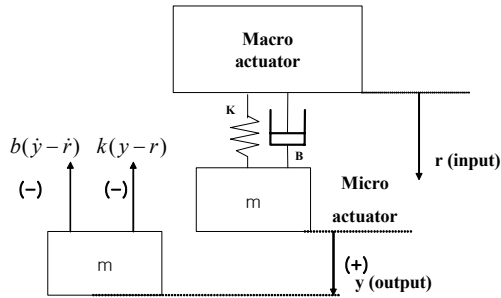 Macro
actuator
K
B
r (input)
b(ẏ − ṙ) k(y − r)
(−) (−)
m
Micro
actuator
m
(+)
y (output)